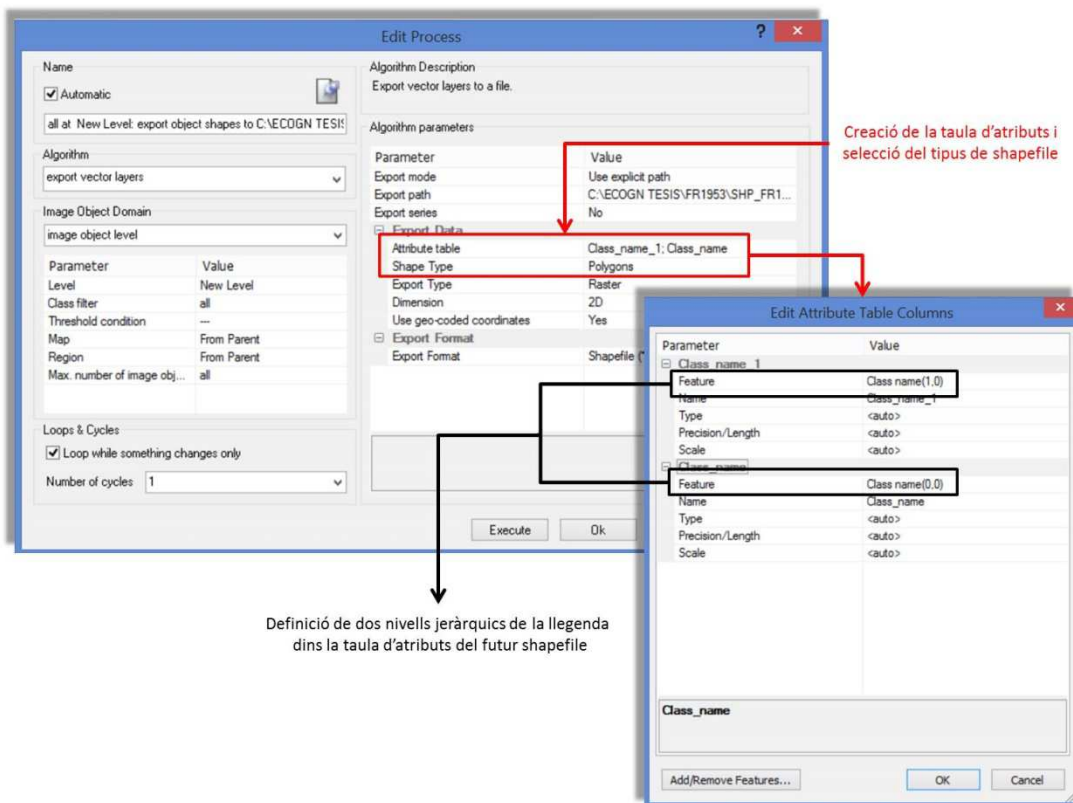 Edit Process
?
×
Name
Automatic
all at New Level: export object shapes to C:\ECOGN TESIS
Algorithm
export vector layers
Image Object Domain
image object level
Parameter Value
Level New Level
Class filter all
Threshold condition ---
Map From Parent
Region From Parent
Max. number of image obj... all
Loops & Cycles
Loop while something changes only
Number of cycles 1
Algorithm Description
Export vector layers to a file.
Algorithm parameters
Parameter Value
Export mode Use explicit path
Export path C:\ECOGN TESIS\FR1953\SHP_FR1...
Export series No
Export Data
Attribute table Class_name_1; Class_name
Shape Type Polygons
Export Type Raster
Dimension 2D
Use geo-coded coordinates Yes
Export Format
Export Format Shapefile (*
Execute Ok
Creació de la taula d'atributs i
selecció del tipus de shapefile
Edit Attribute Table Columns
×
Parameter Value
Class_name_1
Feature Class name(1,0)
Name Class_name_1
Type <auto>
Precision/Length <auto>
Scale <auto>
Class_name
Feature Class name(0,0)
Name Class_name
Type <auto>
Precision/Length <auto>
Scale <auto>
Class_name
Add/Remove Features... OK Cancel
Definició de dos nivells jeràrquics de la llegenda
dins la taula d'atributs del futur shapefile